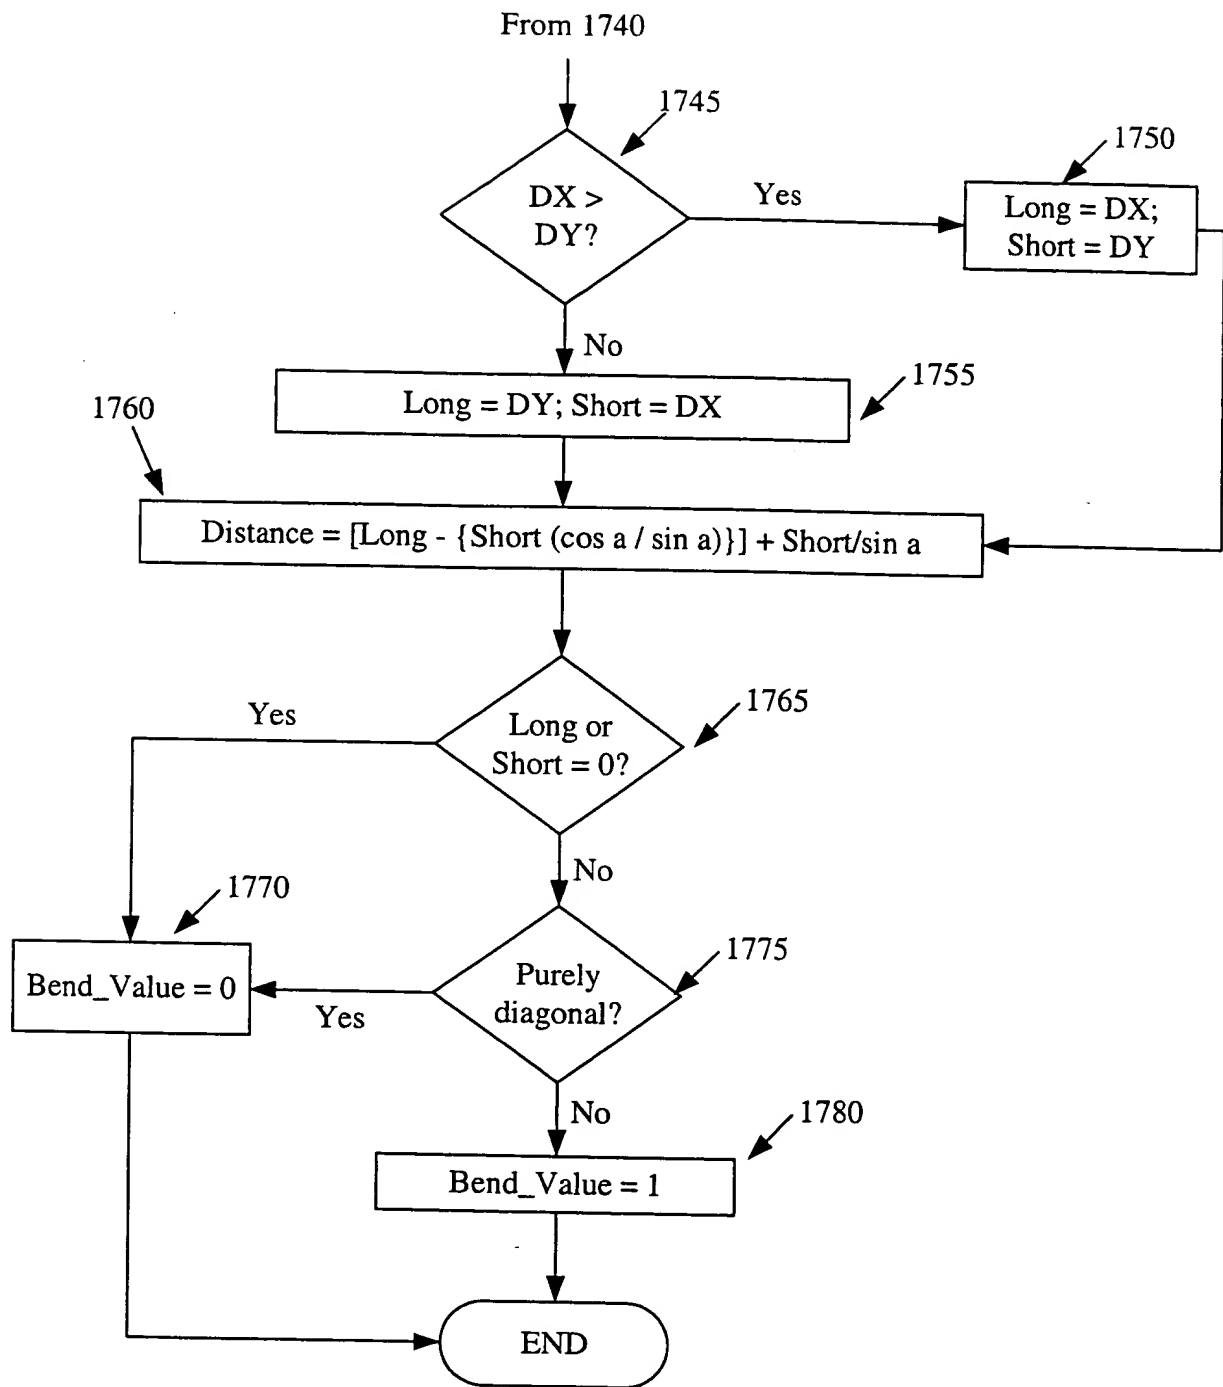 From 1740
1745
DX >
DY?
Yes
1750
Long = DX;
Short = DY
No
1755
Long = DY; Short = DX
1760
Distance = [Long - {Short (cos a / sin a)}] + Short/sin a
1765
Long or
Short = 0?
Yes
No
1770
Bend_Value = 0
1775
Purely
diagonal?
Yes
No
1780
Bend_Value = 1
END